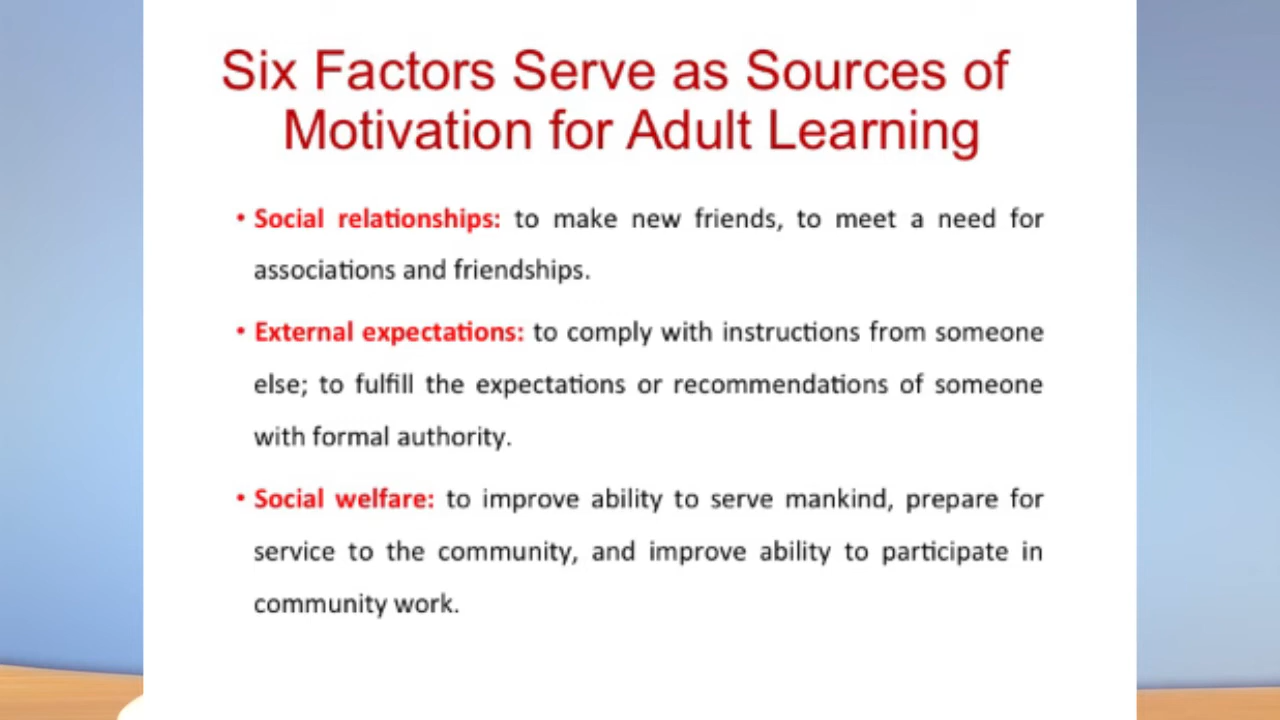 Six Factors Serve as Sources of
Motivation for Adult Learning
• Social relationships: to make new friends, to meet a need for
associations and friendships.
• External expectations: to comply with instructions from someone
else; to fulfill the expectations or recommendations of someone
with formal authority.
• Social welfare: to improve ability to serve mankind, prepare for
service to the community, and improve ability to participate in
community work.